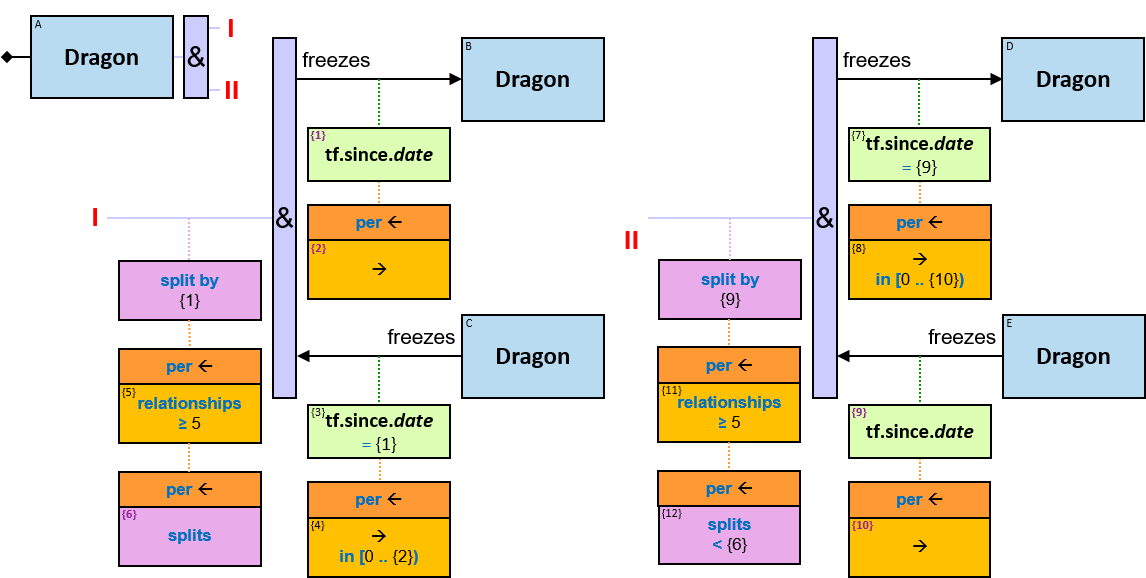 A
Dragon
&
I
II
freezes
B
Dragon
{1}
tf.since.date
per ←
{2}
→
I
&
split by
{1}
per ←
{5}
relationships
≥ 5
per ←
{6}
splits
freezes
C
Dragon
{3}
tf.since.date
= {1}
per ←
{4}
→
in [0 .. {2})
freezes
D
Dragon
{7}
tf.since.date
= {9}
per ←
{8}
→
in [0 .. {10})
II
&
split by
{9}
per ←
{11}
relationships
≥ 5
per ←
{12}
splits
< {6}
freezes
E
Dragon
{9}
tf.since.date
per ←
{10}
→